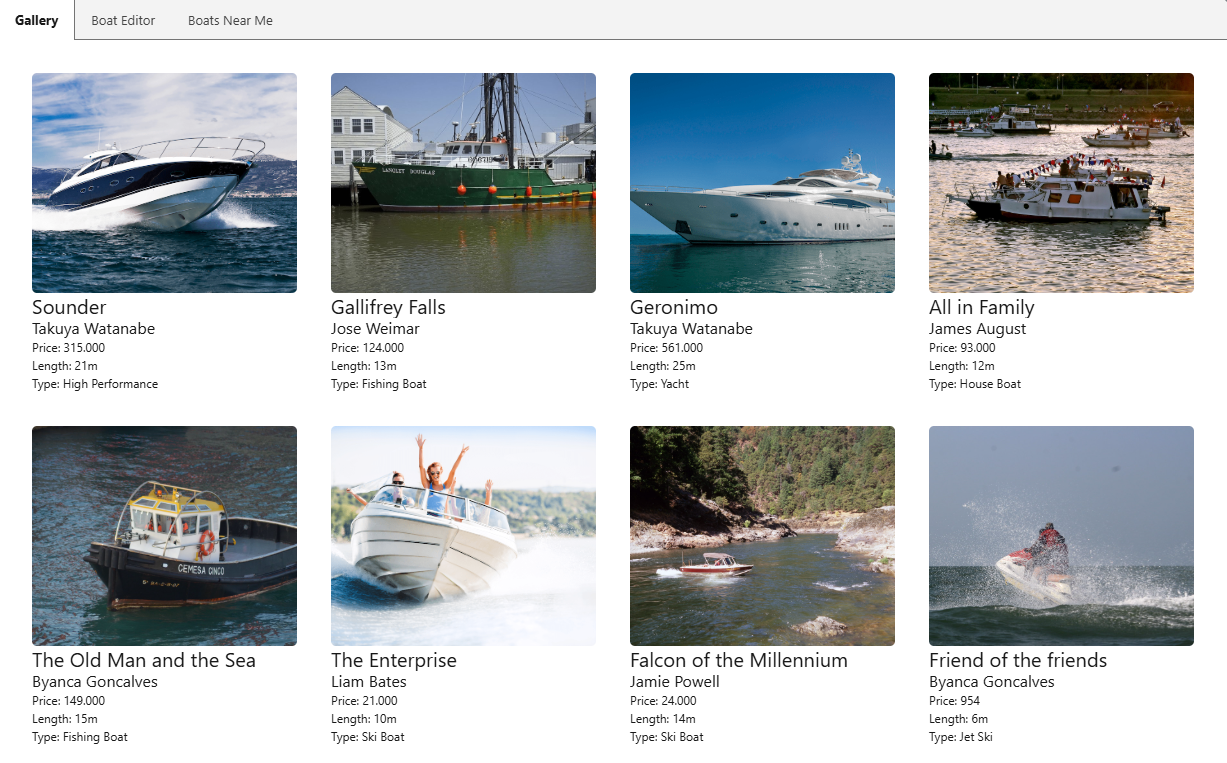 Gallery
Boat Editor
Boats Near Me
LANGLEY DOUGLAS
Sounder
Takuya Watanabe
Price: 315.000
Length: 21m
Type: High Performance
Gallifrey Falls
Jose Weimar
Price: 124.000
Length: 13m
Type: Fishing Boat
Geronimo
Takuya Watanabe
Price: 561.000
Length: 25m
Type: Yacht
All in Family
James August
Price: 93.000
Length: 12m
Type: House Boat
CEMESA CINCO
The Old Man and the Sea
Byanca Goncalves
Price: 149.000
Length: 15m
Type: Fishing Boat
The Enterprise
Liam Bates
Price: 21.000
Length: 10m
Type: Ski Boat
Falcon of the Millennium
Jamie Powell
Price: 24.000
Length: 14m
Type: Ski Boat
Friend of the friends
Byanca Goncalves
Price: 954
Length: 6m
Type: Jet Ski